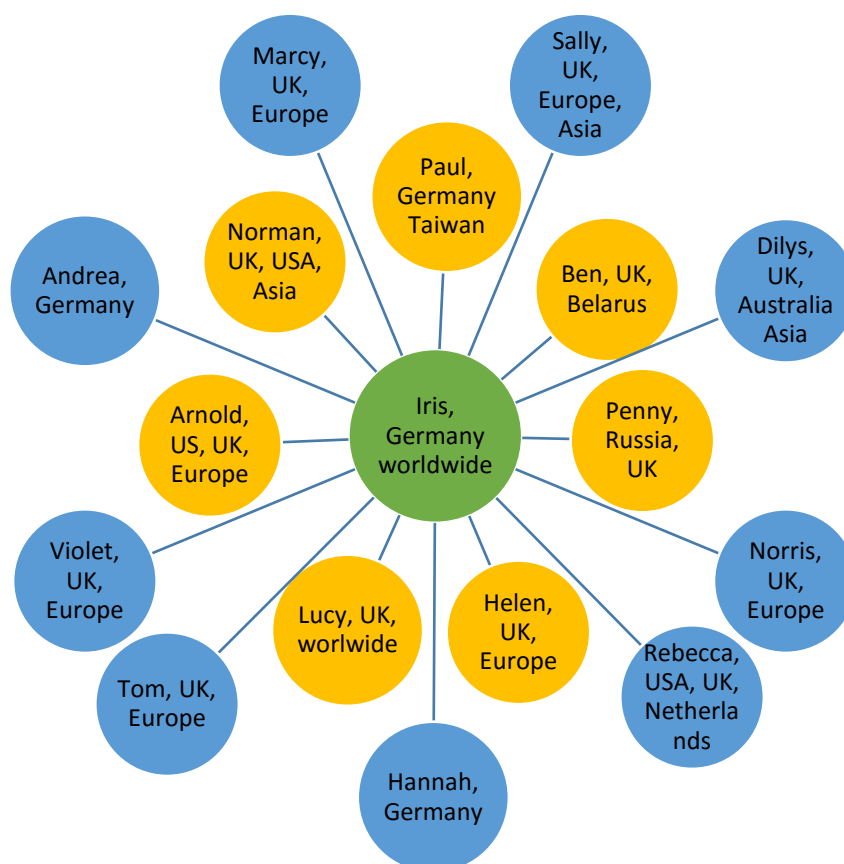 Marcy,
UK,
Europe
Sally,
UK,
Europe,
Asia
Paul,
Germany
Taiwan
Norman,
UK, USA,
Asia
Ben, UK,
Belarus
Dilys,
UK,
Australia
Asia
Andrea,
Germany
Iris,
Germany
worldwide
Arnold,
US, UK,
Europe
Penny,
Russia,
UK
Violet,
UK,
Europe
Norris,
UK,
Europe
Lucy, UK,
worlwide
Helen,
UK,
Europe
Tom, UK,
Europe
Rebecca,
USA, UK,
Netherla
nds
Hannah,
Germany